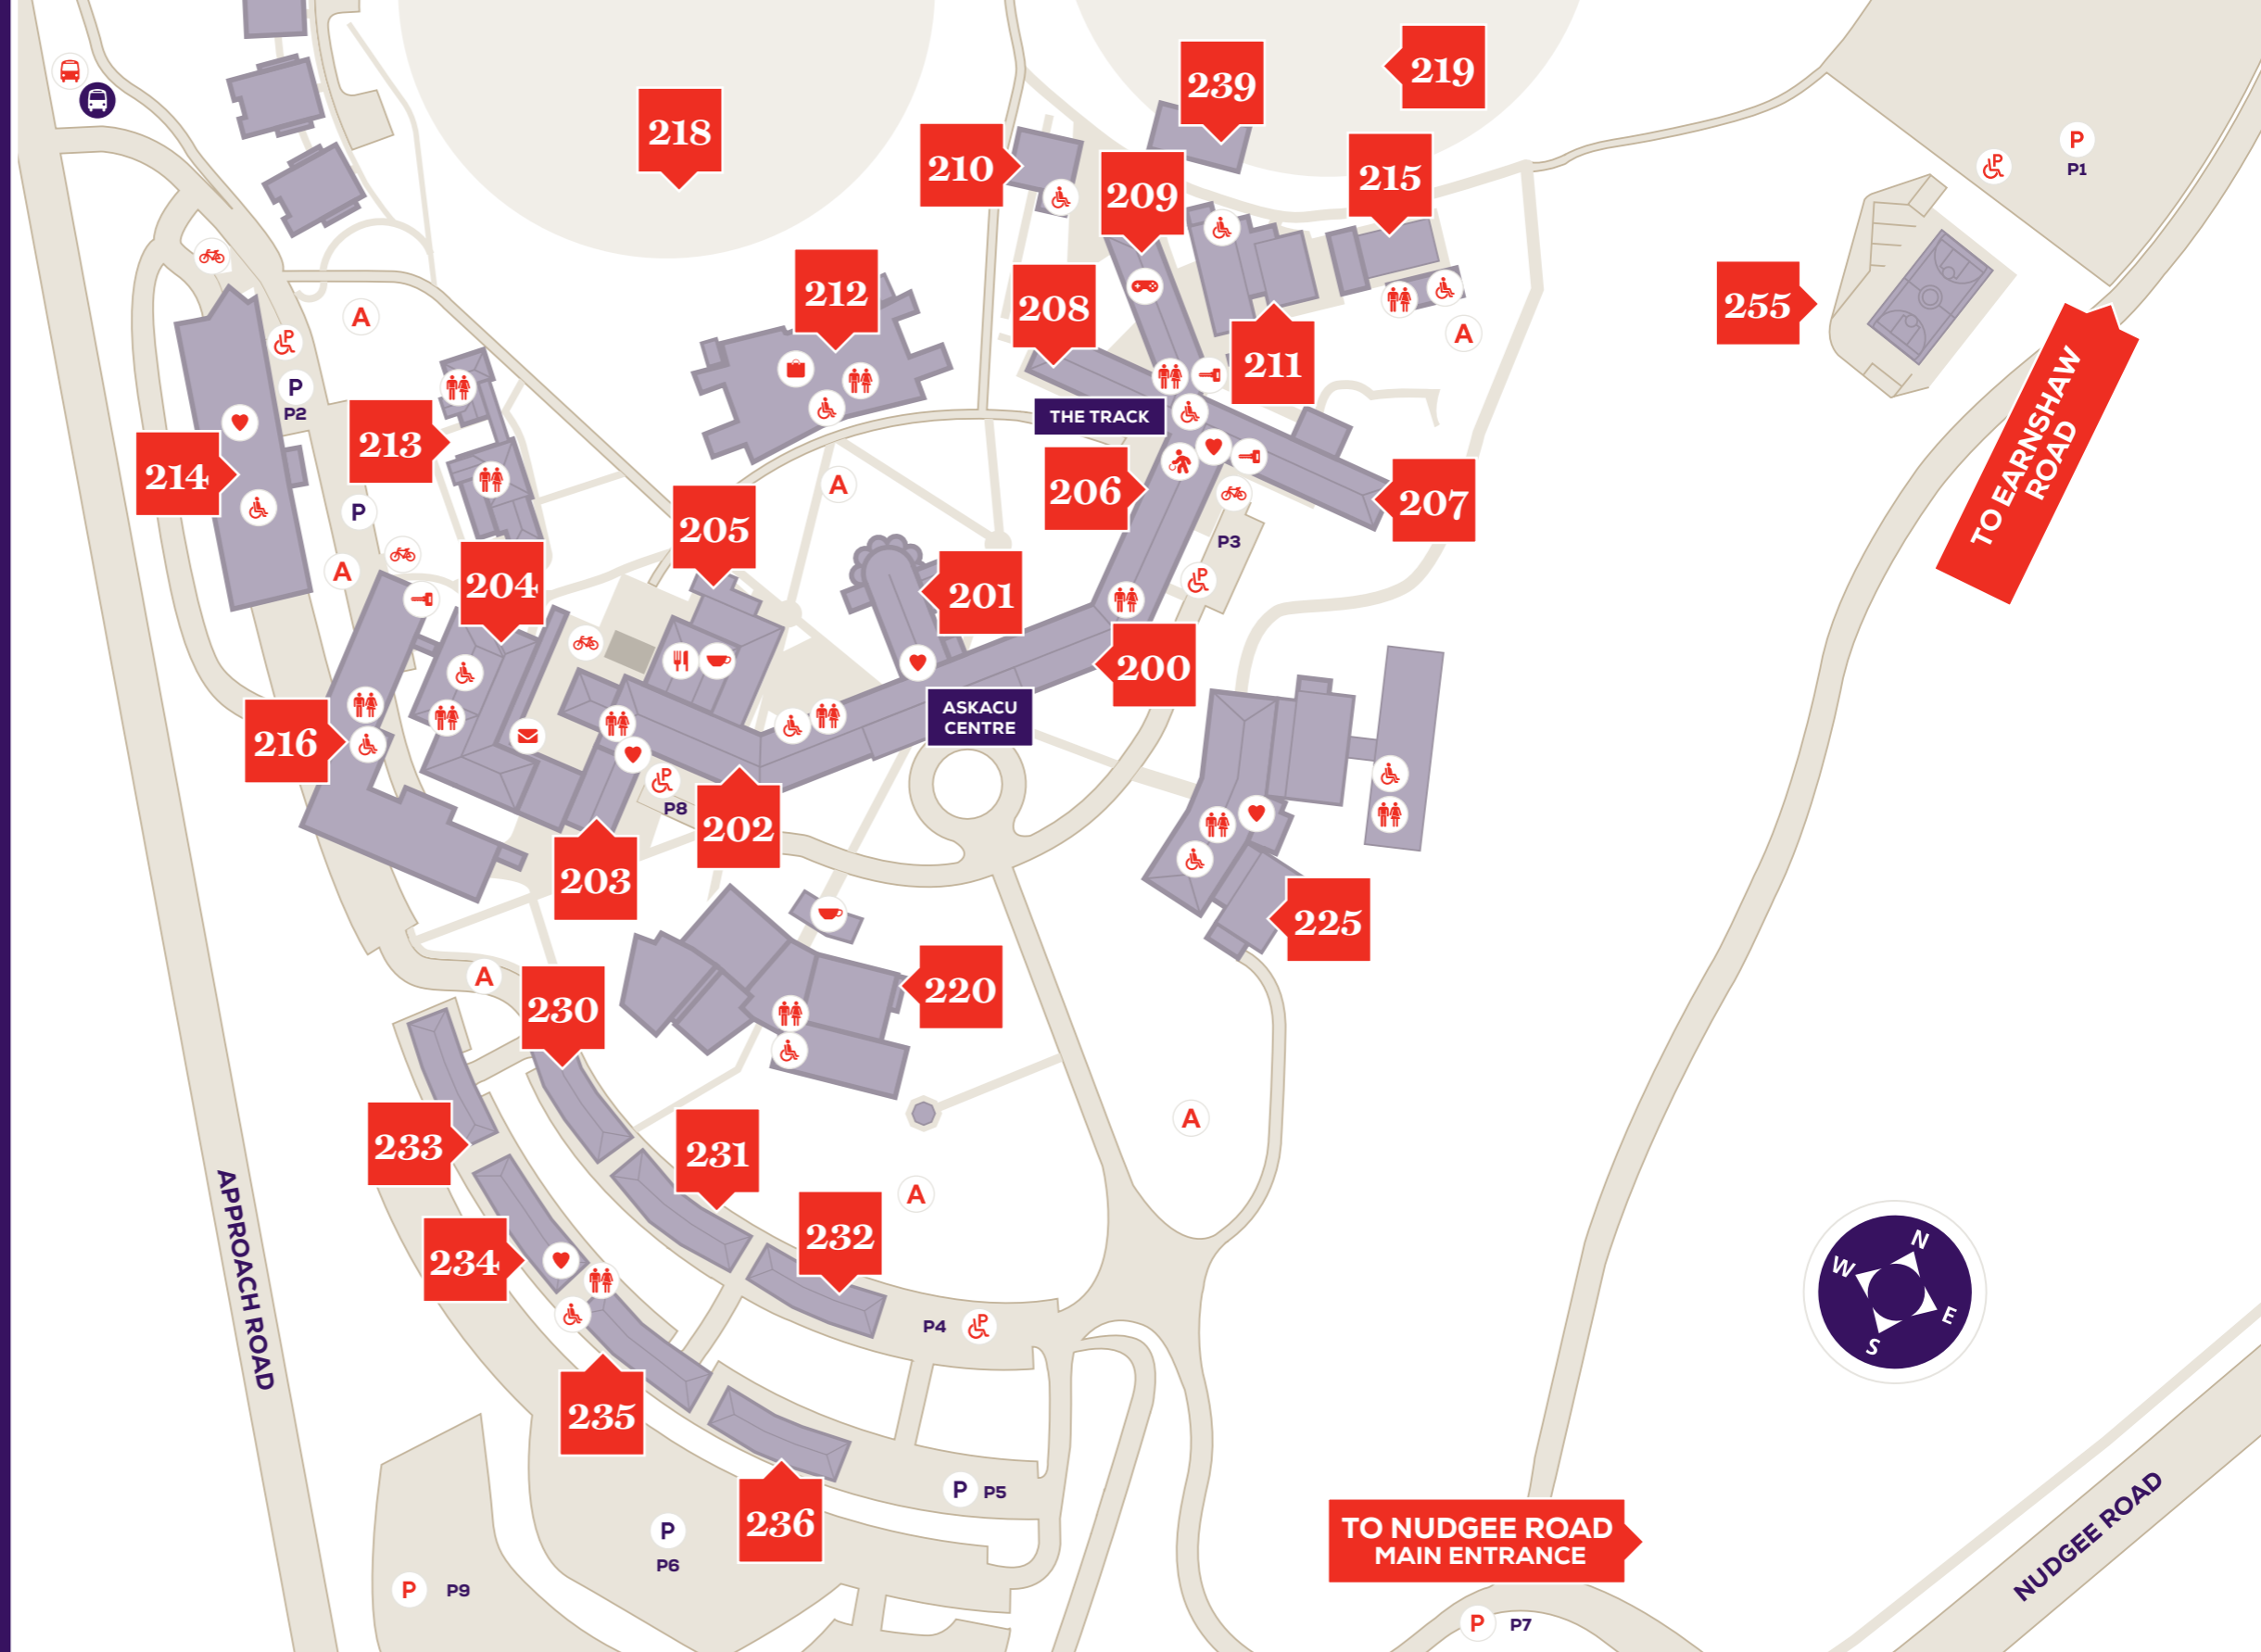 239
219
218
210
209
215
P
P
P1
212
208
255
A
A
211
P
P2
THE TRACK
213
214
TO EARNSHAW
ROAD
206
207
A
P
205
P3
A
204
201
200
ASKACU
CENTRE
216
P
P8
202
203
225
A
220
230
A
233
231
A
232
234
APPROACH ROAD
N
W
E
S
P4
P
235
P
P5
236
P
P6
TO NUDGEE ROAD
MAIN ENTRANCE
NUDGEE ROAD
P
P9
P
P7